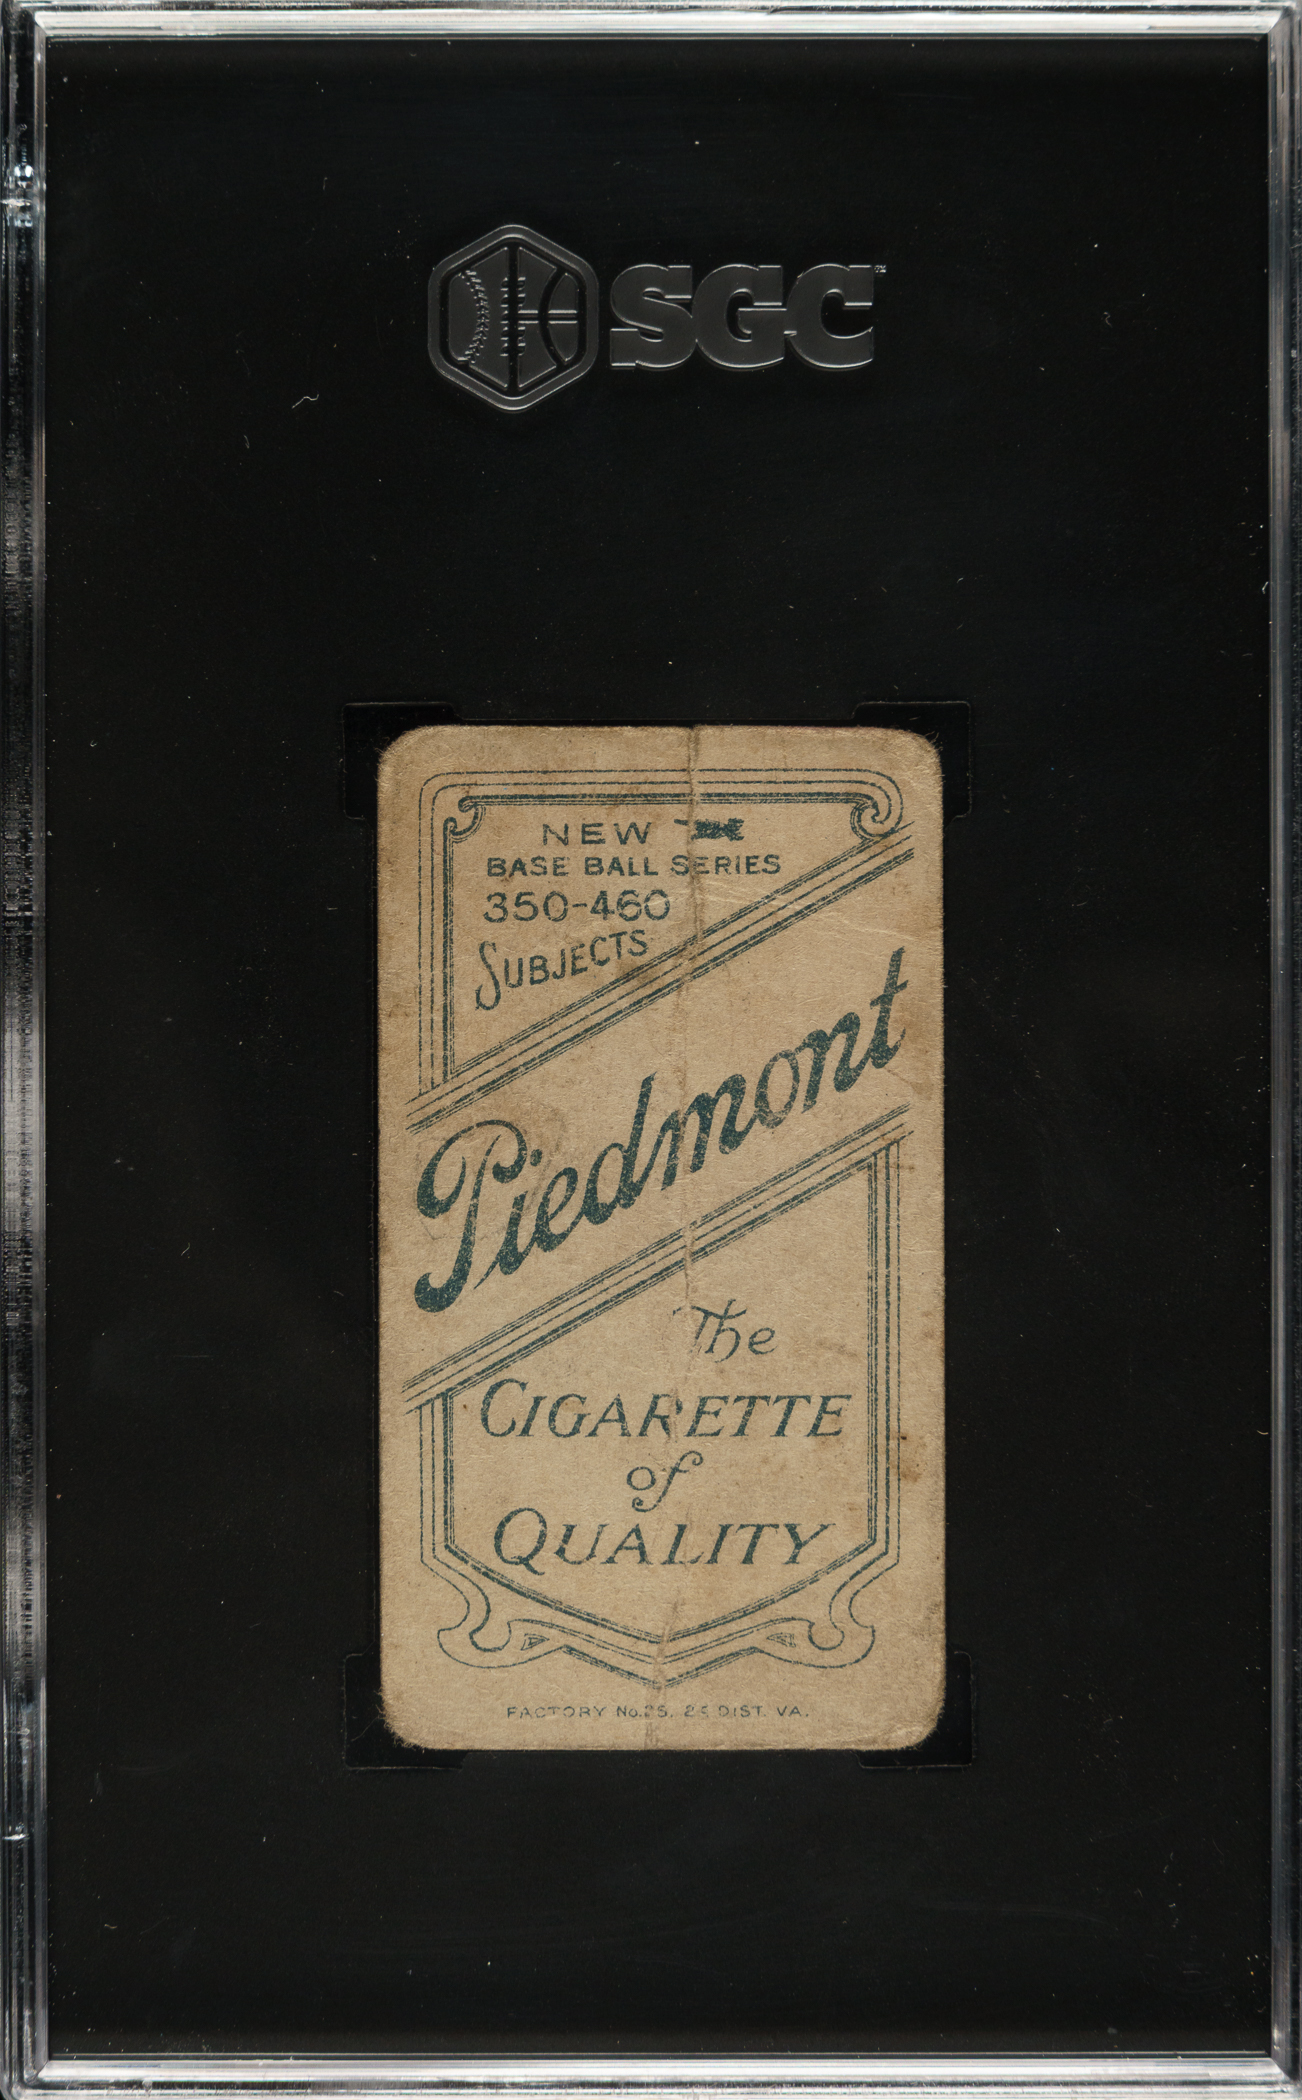 SGC
NEW
BASE BALL SERIES
350-460
SUBJECTS
Piedmont
The
CIGARETTE
of
QUALITY
FACTORY No. 25, 2D DIST. VA.